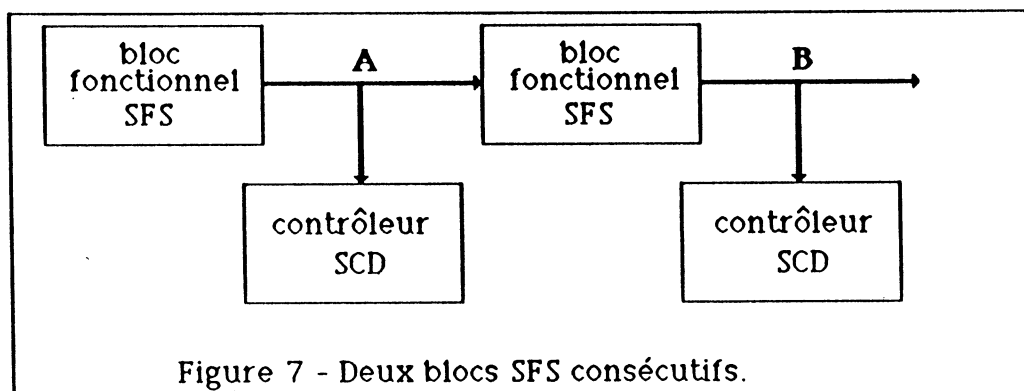 bloc
fonctionnel
SFS
A
bloc
fonctionnel
SFS
B
contrôleur
SCD
contrôleur
SCD
Figure 7 - Deux blocs SFS consécutifs.